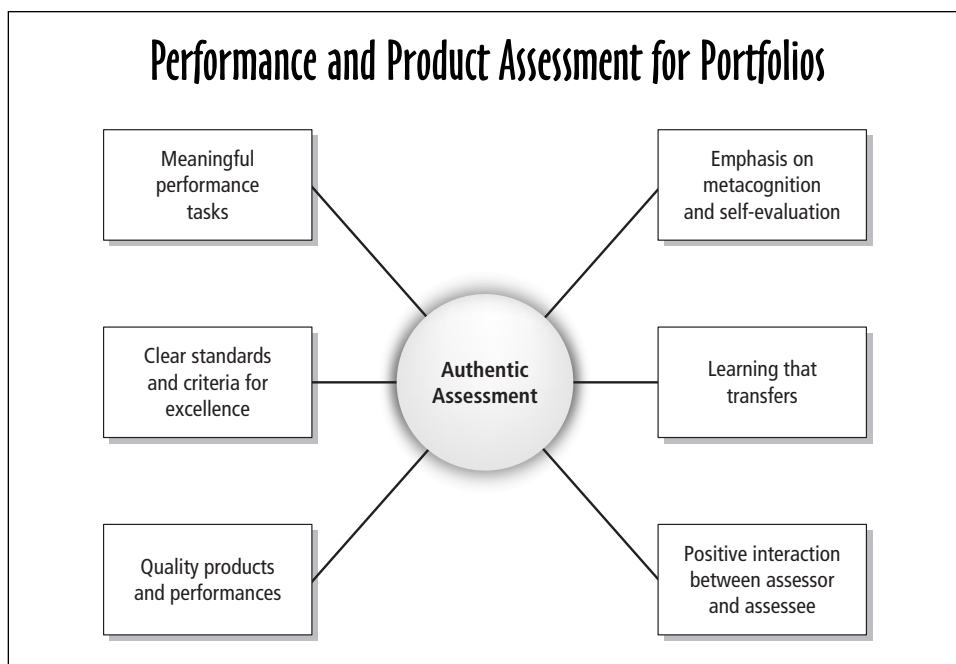 Performance and Product Assessment for Portfolios
Meaningful
performance
tasks
Emphasis on
metacognition
and self-evaluation
Clear standards
and criteria for
excellence
Authentic
Assessment
Learning that
transfers
Quality products
and performances
Positive interaction
between assessor
and assessee